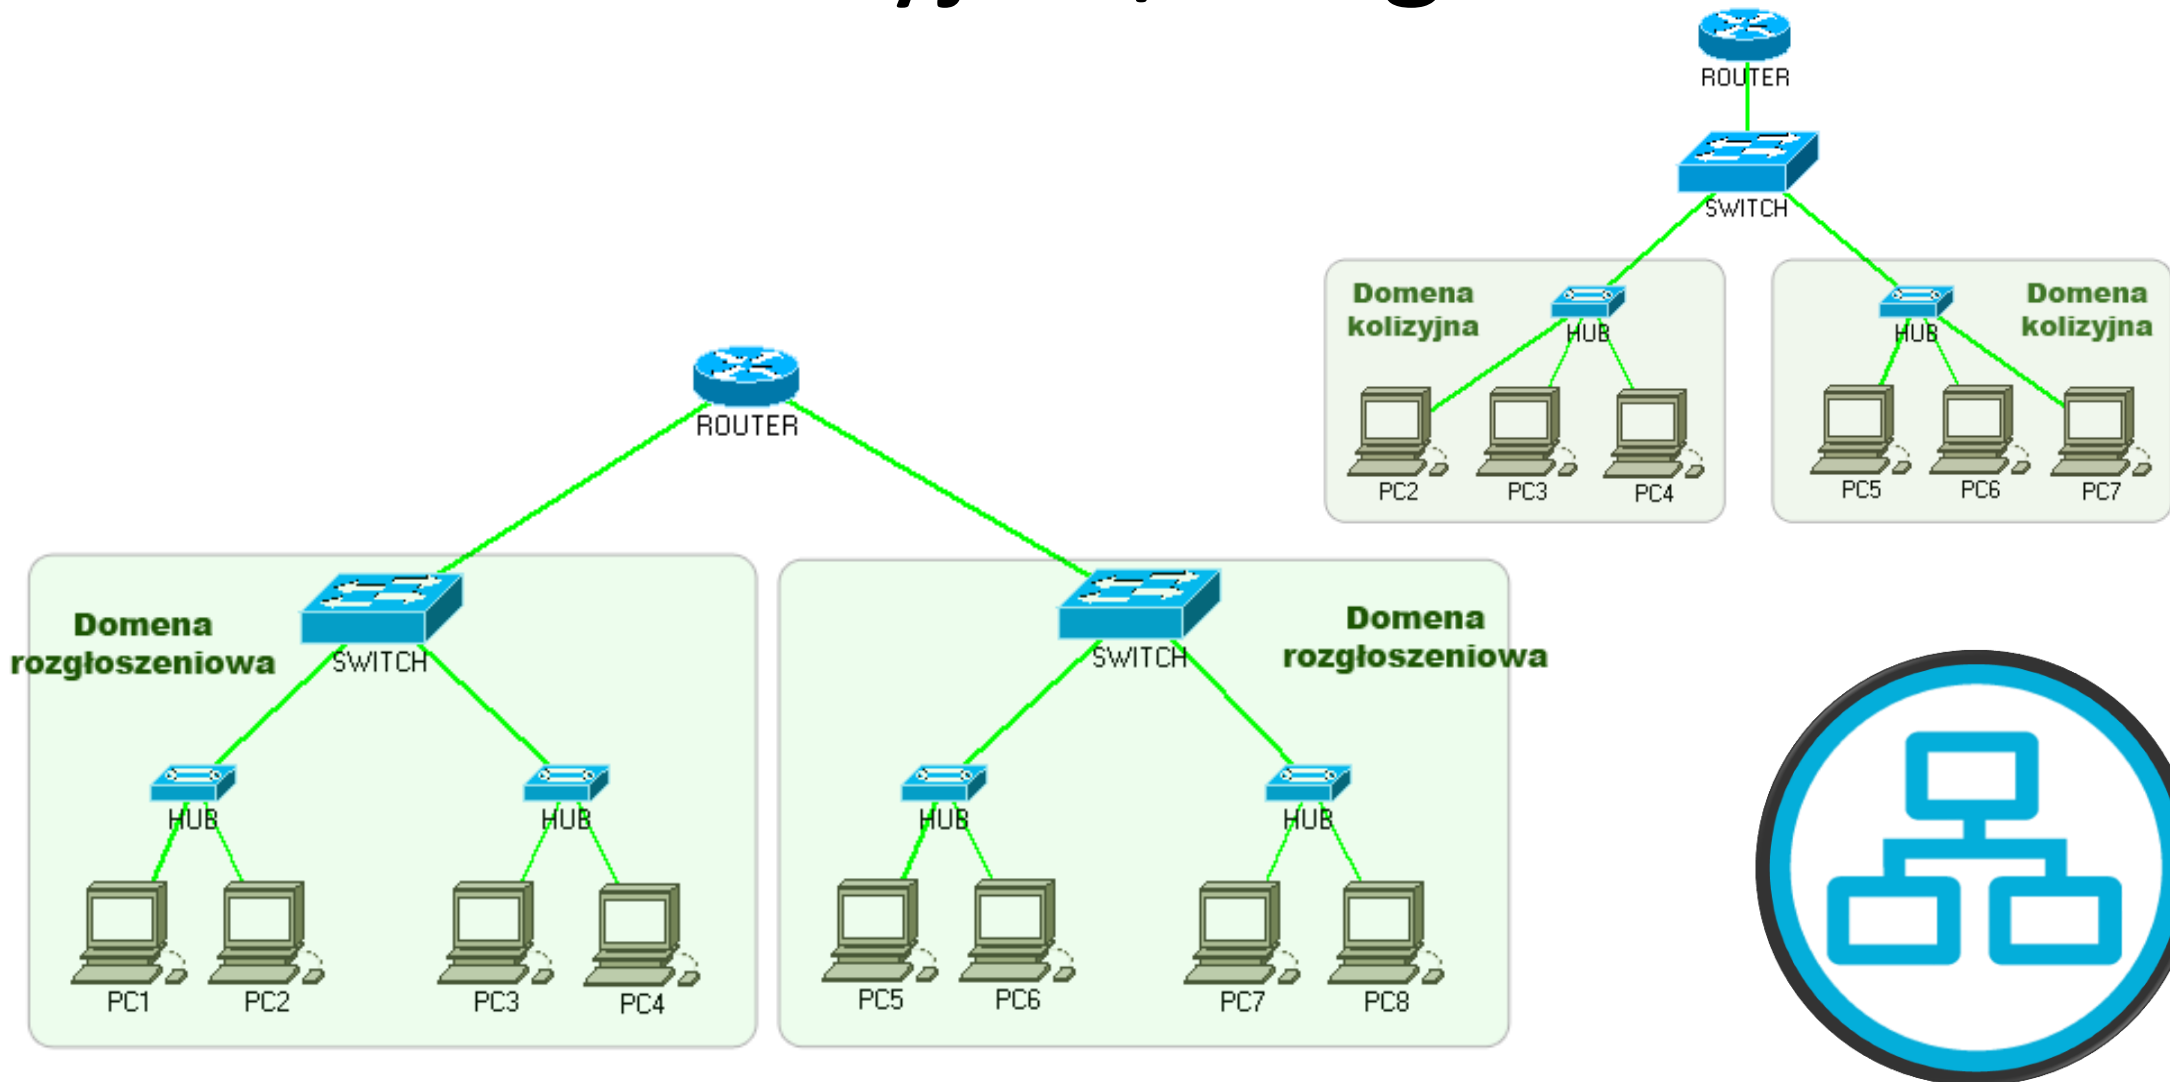 ROUTER
SWITCH
Domena
kolizyjna
HUB
PC2
PC3
PC4
HUB
Domena
kolizyjna
PC5
PC6
PC7
ROUTER
Domena
rozgłoszeniowa
SWITCH
HUB
HUB
PC1
PC2
PC3
PC4
SWITCH
Domena
rozgłoszeniowa
HUB
HUB
PC5
PC6
PC7
PC8